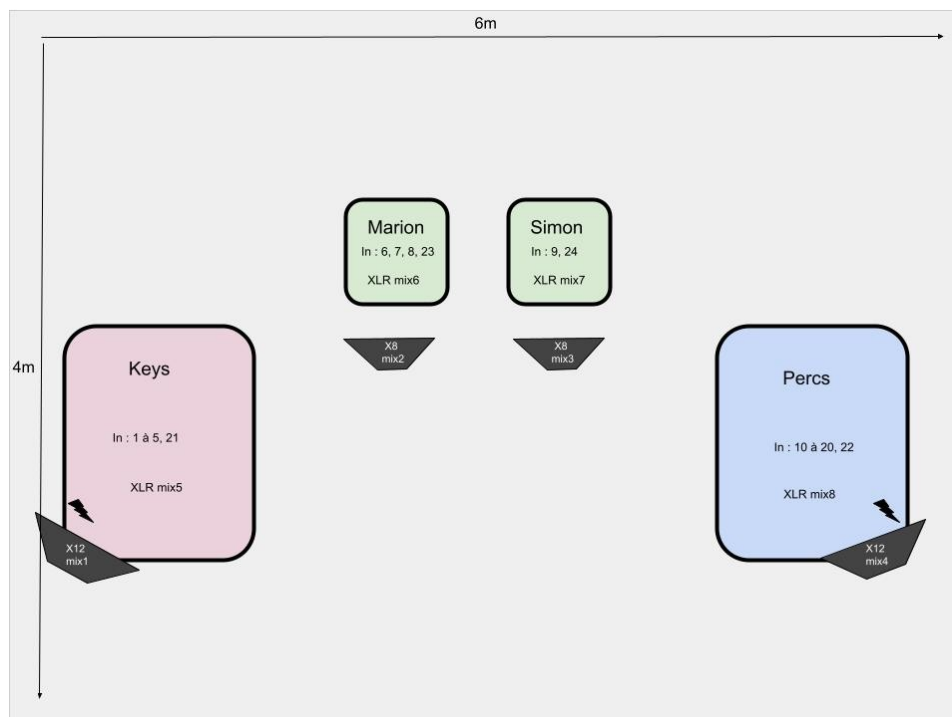 6m
Marion
In : 6, 7, 8, 23
XLR mix6
Simon
In : 9, 24
XLR mix7
X8
mix2
X8
mix3
4m
Keys
In : 1 à 5, 21
XLR mix5
X12
mix1
Percs
In : 10 à 20, 22
XLR mix8
X12
mix4